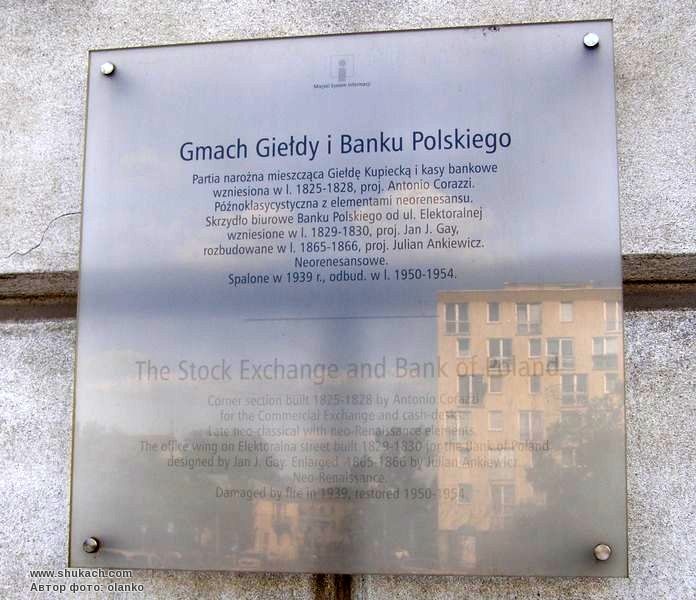 Miejski System Informacji
Gmach Giełdy i Banku Polskiego
Partia narożna mieszcząca Giełdę Kupiecką i kasy bankowe
wzniesiona w l. 1825-1828, proj. Antonio Corazzi.
Późnoklasycystyczna z elementami neorenesansu.
Skrzydło biurowe Banku Polskiego od ul. Elektoralnej
wzniesione w l. 1829-1830, proj. Jan J. Gay,
rozbudowane w l. 1865-1866, proj. Julian Ankiewicz.
Neorenesansowe.
Spalone w 1939 r., odbud. w l. 1950-1954.
The Stock Exchange and Bank of Poland
Corner section built 1825-1828 by Antonio Corazzi
for the Commercial Exchange and cash-desks.
Late neo-classical with neo-Renaissance elements.
The office wing on Elektoralna street built 1829-1830 for the Bank of Poland
designed by Jan J. Gay. Enlarged 1865-1866 by Julian Ankiewicz.
Neo-Renaissance.
Damaged by fire in 1939, restored 1950-1954.
www.shukach.com
Автор фото: olanko